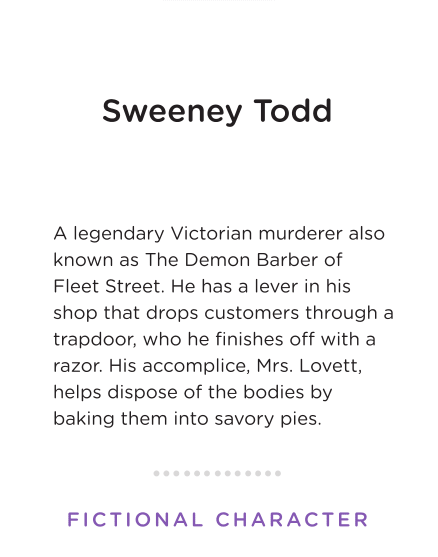 Sweeney Todd
A legendary Victorian murderer also
known as The Demon Barber of
Fleet Street. He has a lever in his
shop that drops customers through a
trapdoor, who he finishes off with a
razor. His accomplice, Mrs. Lovett,
helps dispose of the bodies by
baking them into savory pies.
FICTIONAL CHARACTER